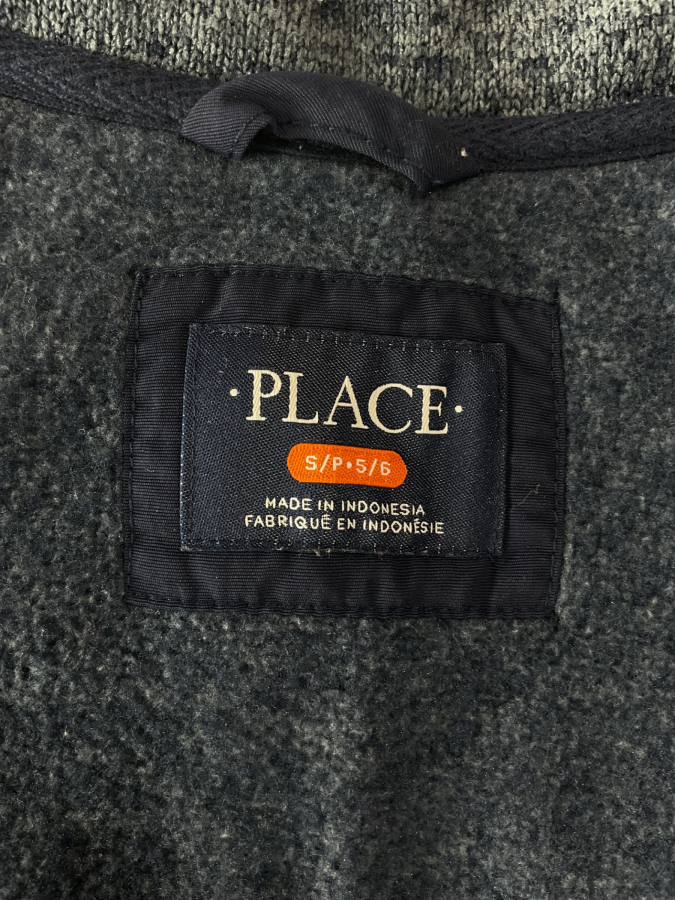 ·PLACE·
S/P•5/6
MADE IN INDONESIA
FABRIQUÉ EN INDONÉSIE